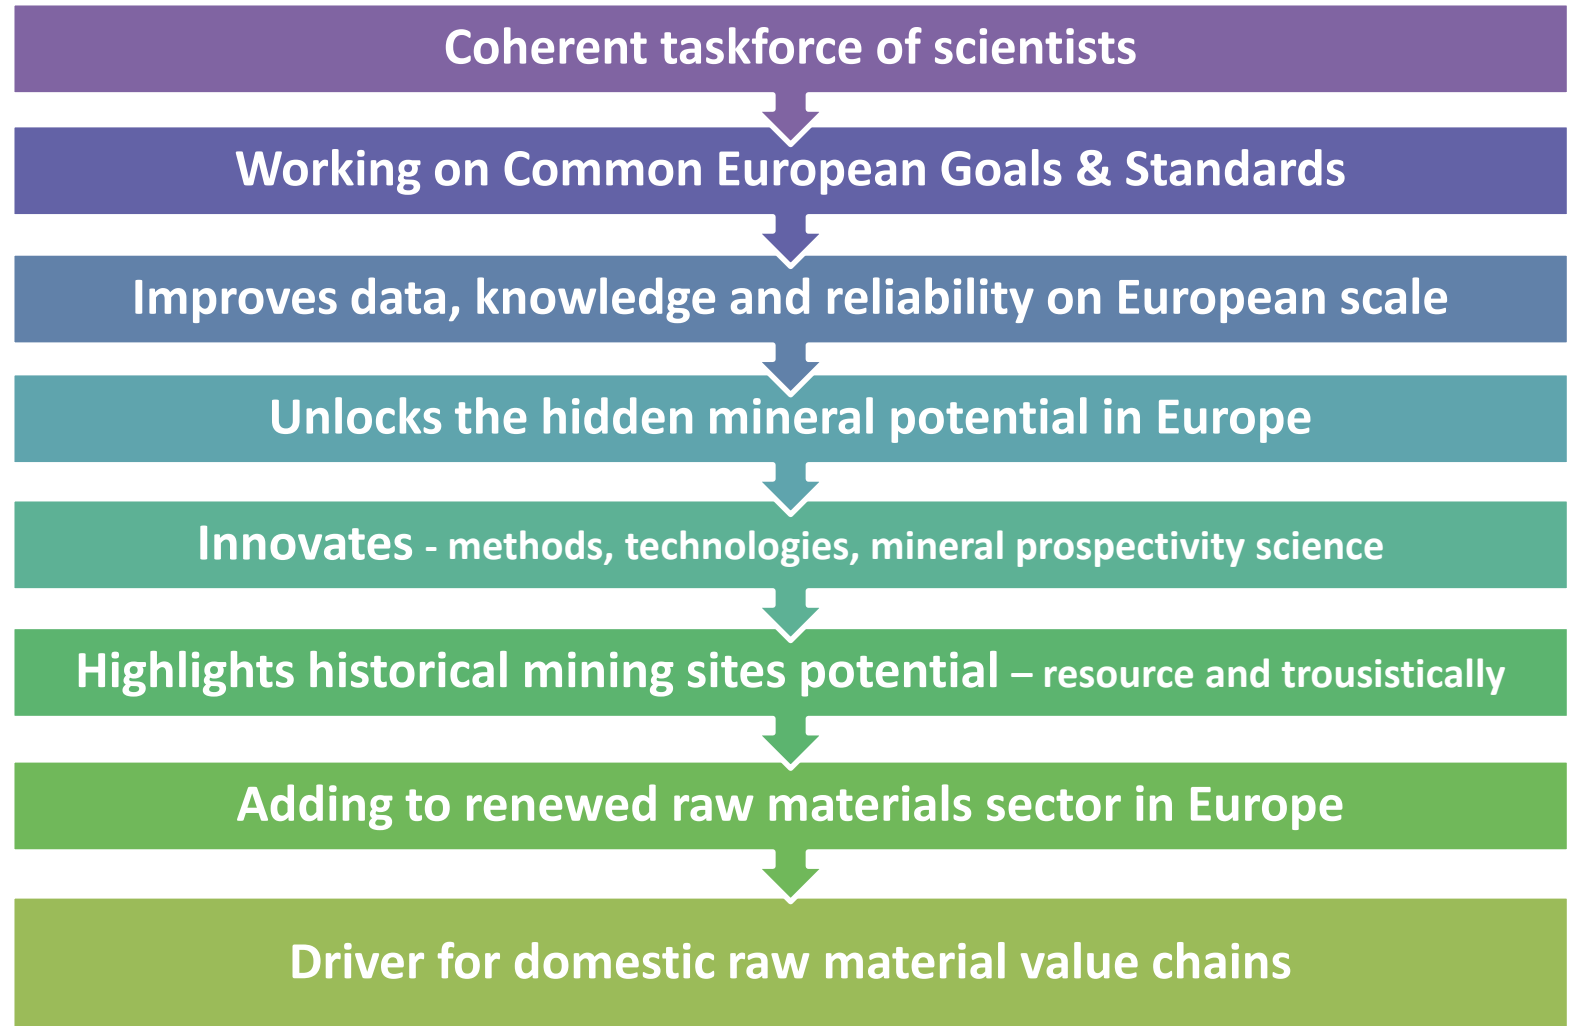 Coherent taskforce of scientists
Working on Common European Goals & Standards
Improves data, knowledge and reliability on European scale
Unlocks the hidden mineral potential in Europe
Innovates - methods, technologies, mineral prospectivity science
Highlights historical mining sites potential – resource and trousistically
Adding to renewed raw materials sector in Europe
Driver for domestic raw material value chains